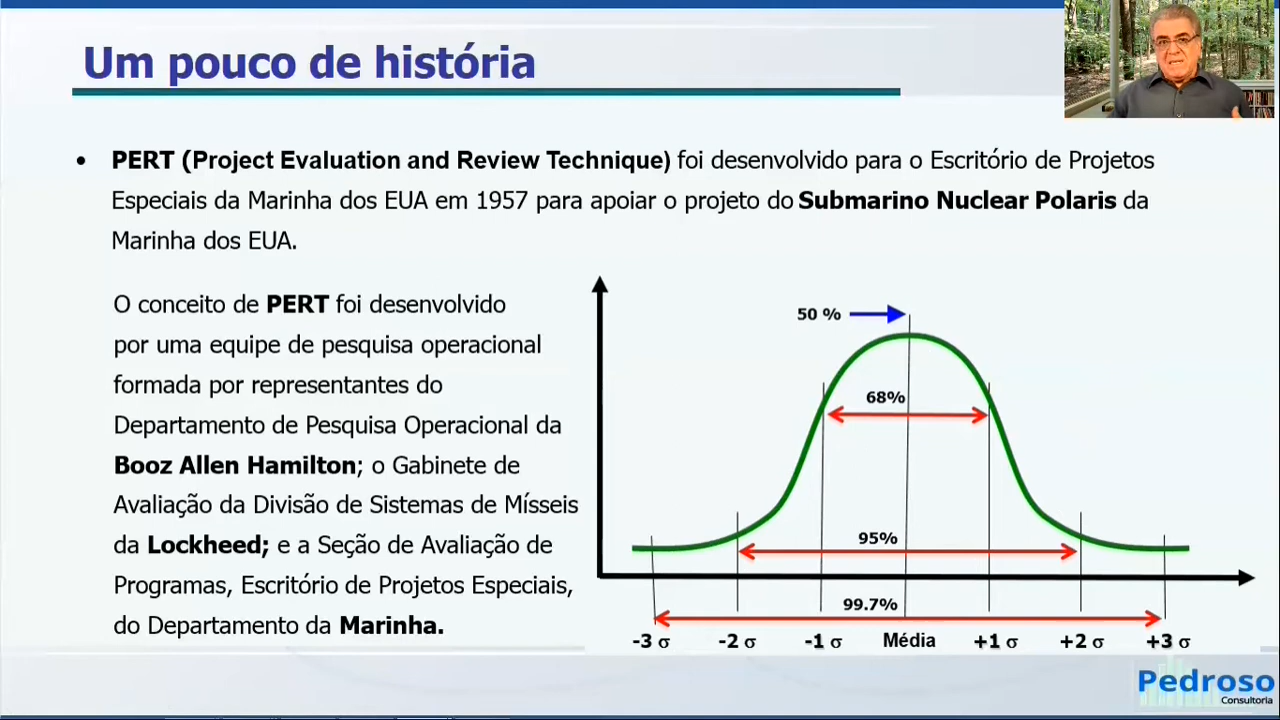 Um pouco de história
• PERT (Project Evaluation and Review Technique) foi desenvolvido para o Escritório de Projetos
Especiais da Marinha dos EUA em 1957 para apoiar o projeto do Submarino Nuclear Polaris da
Marinha dos EUA.
O conceito de PERT foi desenvolvido
por uma equipe de pesquisa operacional
formada por representantes do
Departamento de Pesquisa Operacional da
Booz Allen Hamilton; o Gabinete de
Avaliação da Divisão de Sistemas de Mísseis
da Lockheed; e a Seção de Avaliação de
Programas, Escritório de Projetos Especiais,
do Departamento da Marinha.
50 %
68%
95%
99.7%
-3 σ -2 σ -1 σ Média +1 σ +2 σ +3 σ
Pedroso
Consultoria